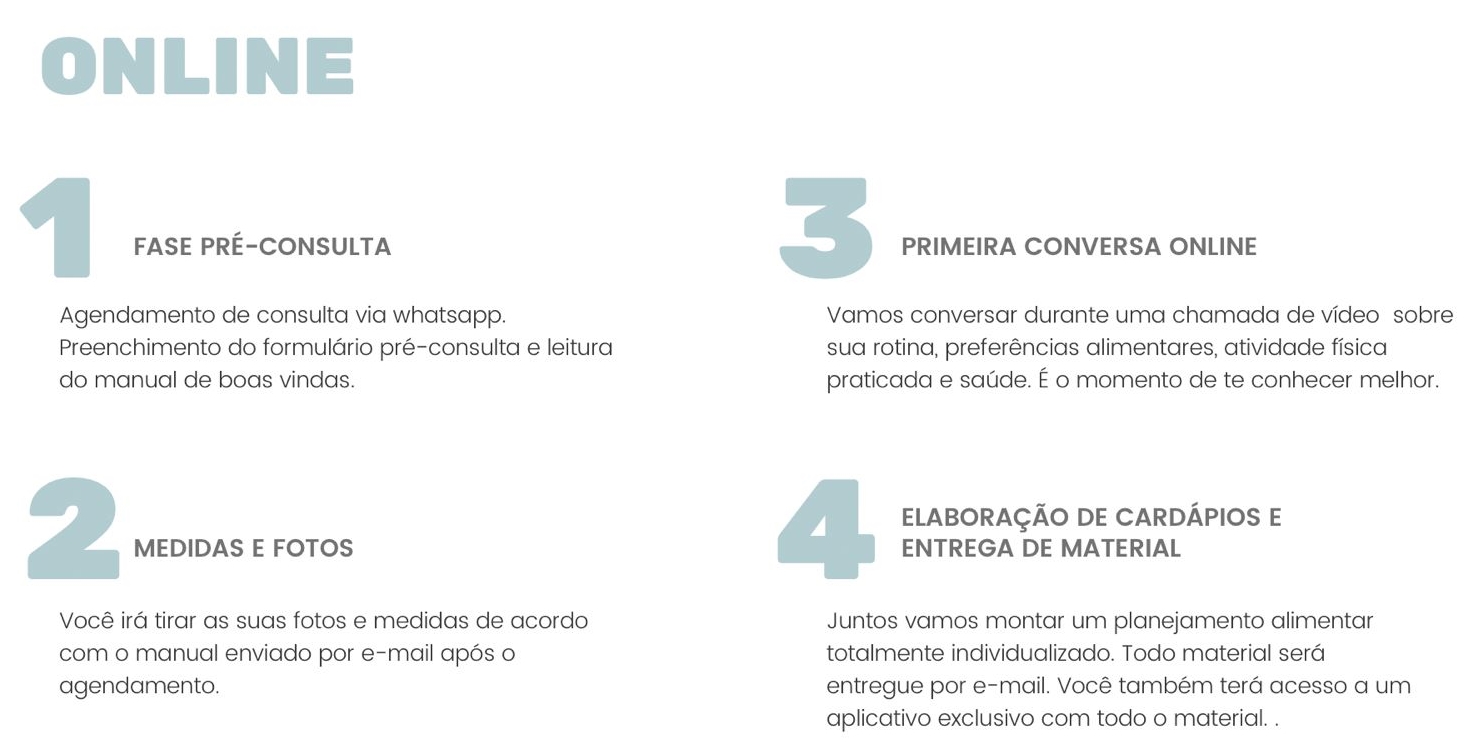 ONLINE
1
FASE PRÉ-CONSULTA
Agendamento de consulta via whatsapp.
Preenchimento do formulário pré-consulta e leitura
do manual de boas vindas.
2
MEDIDAS E FOTOS
Você irá tirar as suas fotos e medidas de acordo
com o manual enviado por e-mail após o
agendamento.
3
PRIMEIRA CONVERSA ONLINE
Vamos conversar durante uma chamada de vídeo  sobre
sua rotina, preferências alimentares, atividade física
praticada e saúde. É o momento de te conhecer melhor.
4
ELABORAÇÃO DE CARDÁPIOS E
ENTREGA DE MATERIAL
Juntos vamos montar um planejamento alimentar
totalmente individualizado. Todo material será
entregue por e-mail. Você também terá acesso a um
aplicativo exclusivo com todo o material. .